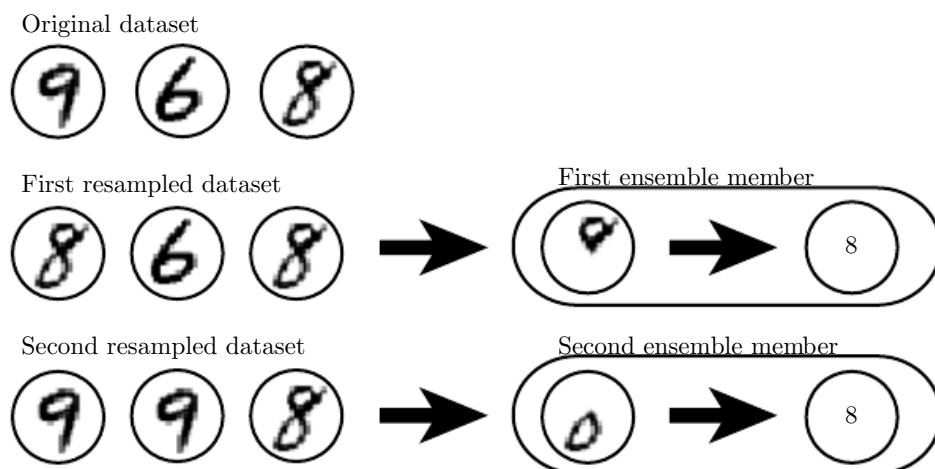 Original dataset
9 6 8
First resampled dataset
First ensemble member
8 6 8
8
Second resampled dataset
Second ensemble member
9 9 8
8